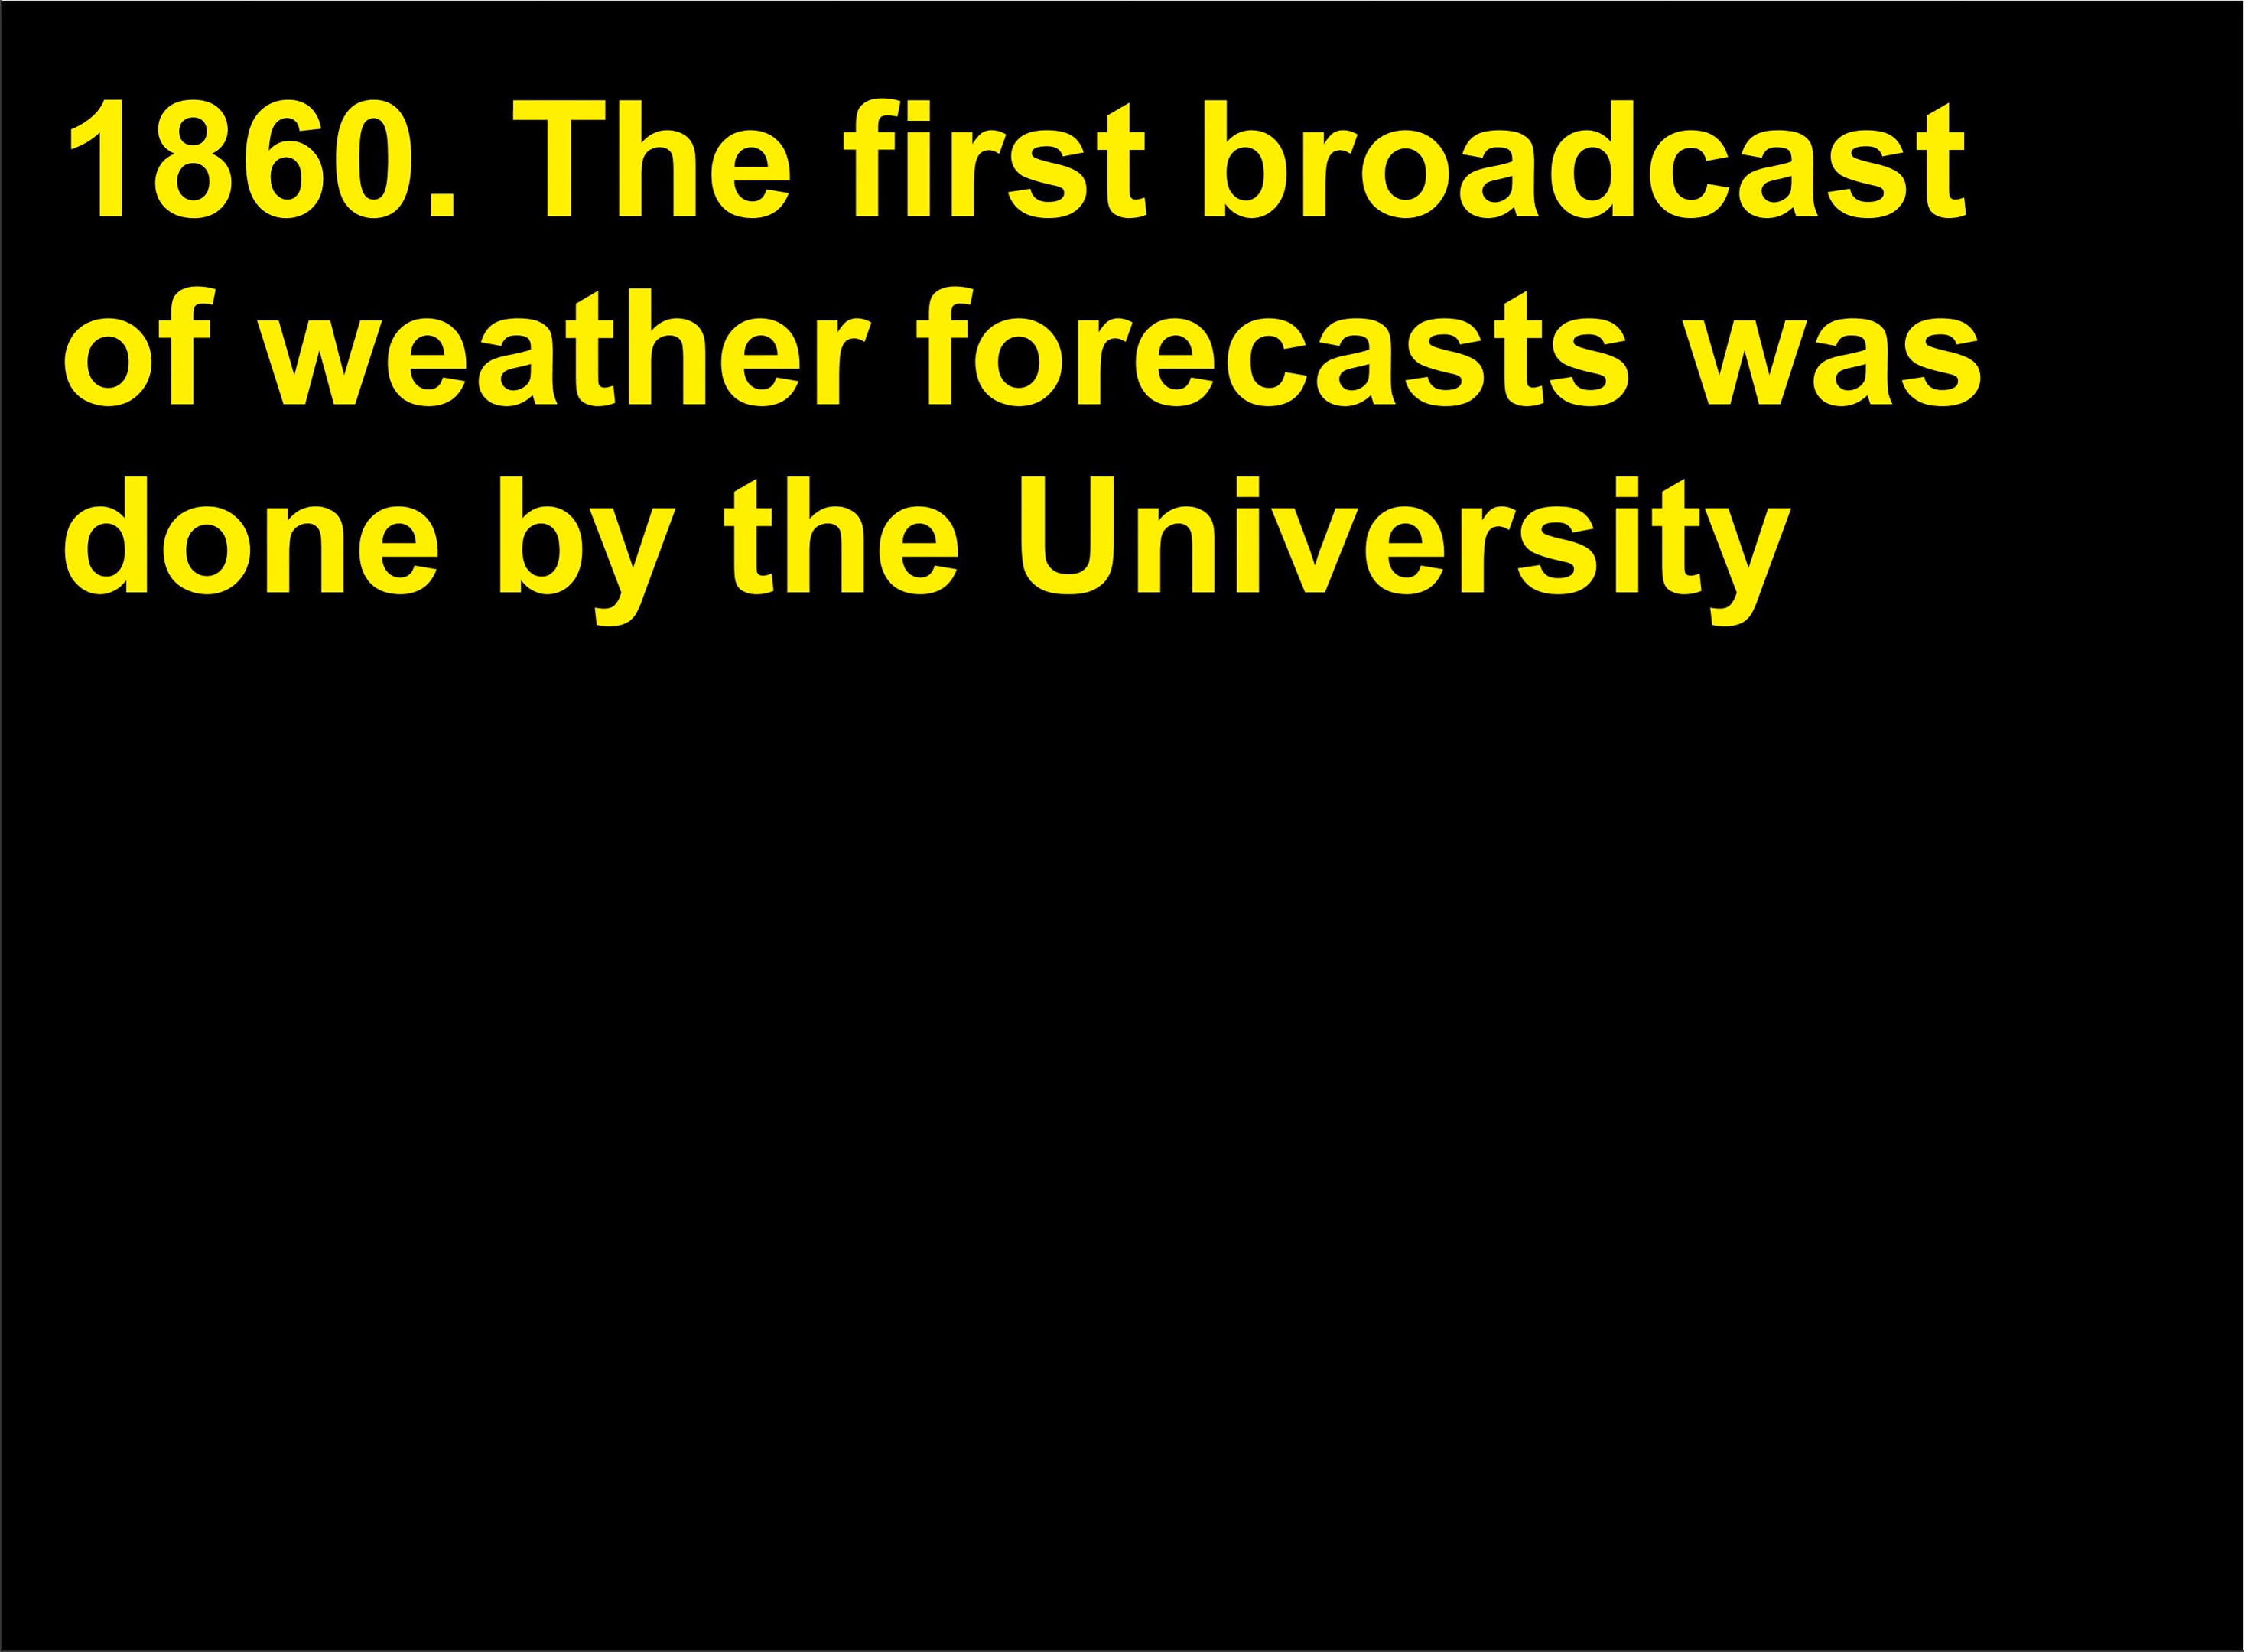 1860. The first broadcast
of weather forecasts was
done by the University